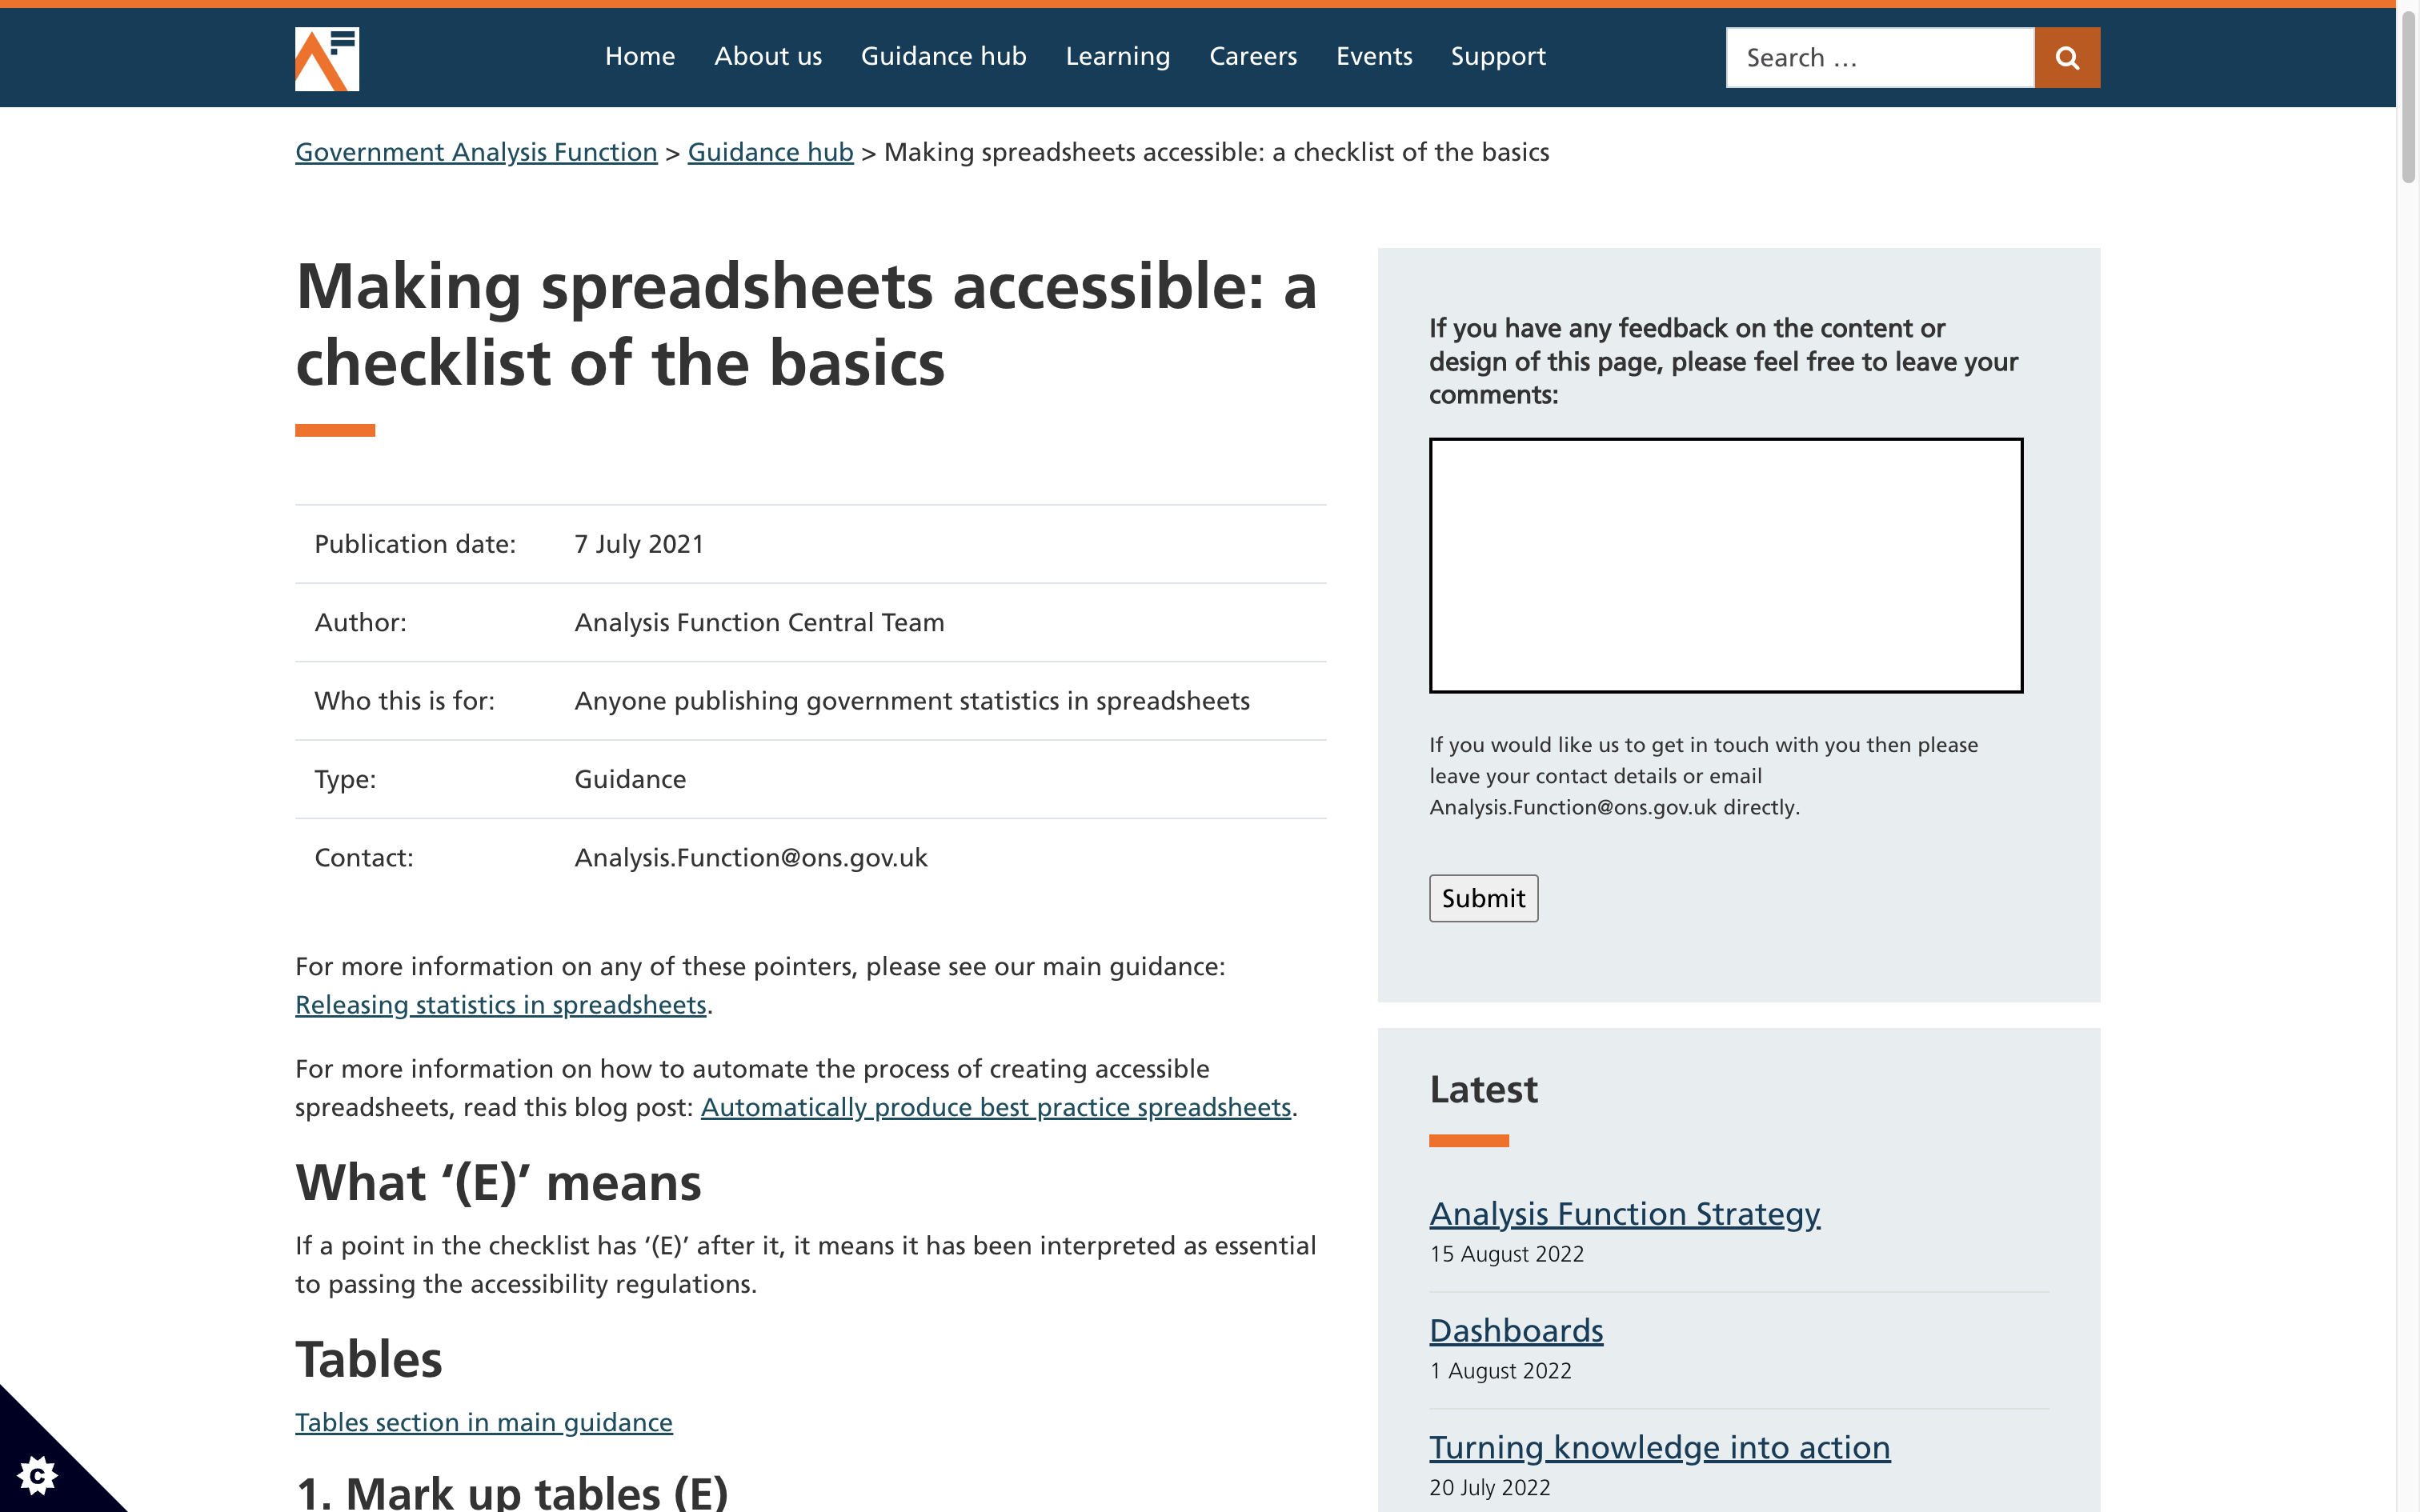 Home About us Guidance hub Learning Careers Events Support
Search …
Government Analysis Function > Guidance hub > Making spreadsheets accessible: a checklist of the basics
Making spreadsheets accessible: a
checklist of the basics
Publication date: 7 July 2021
Author: Analysis Function Central Team
Who this is for: Anyone publishing government statistics in spreadsheets
Type: Guidance
Contact: Analysis.Function@ons.gov.uk
For more information on any of these pointers, please see our main guidance:
Releasing statistics in spreadsheets.
For more information on how to automate the process of creating accessible
spreadsheets, read this blog post: Automatically produce best practice spreadsheets.
What ‘(E)’ means
If a point in the checklist has ‘(E)’ after it, it means it has been interpreted as essential
to passing the accessibility regulations.
Tables
Tables section in main guidance
1. Mark up tables (E)
If you have any feedback on the content or
design of this page, please feel free to leave your
comments:
If you would like us to get in touch with you then please
leave your contact details or email
Analysis.Function@ons.gov.uk directly.
Submit
Latest
Analysis Function Strategy
15 August 2022
Dashboards
1 August 2022
Turning knowledge into action
20 July 2022
C